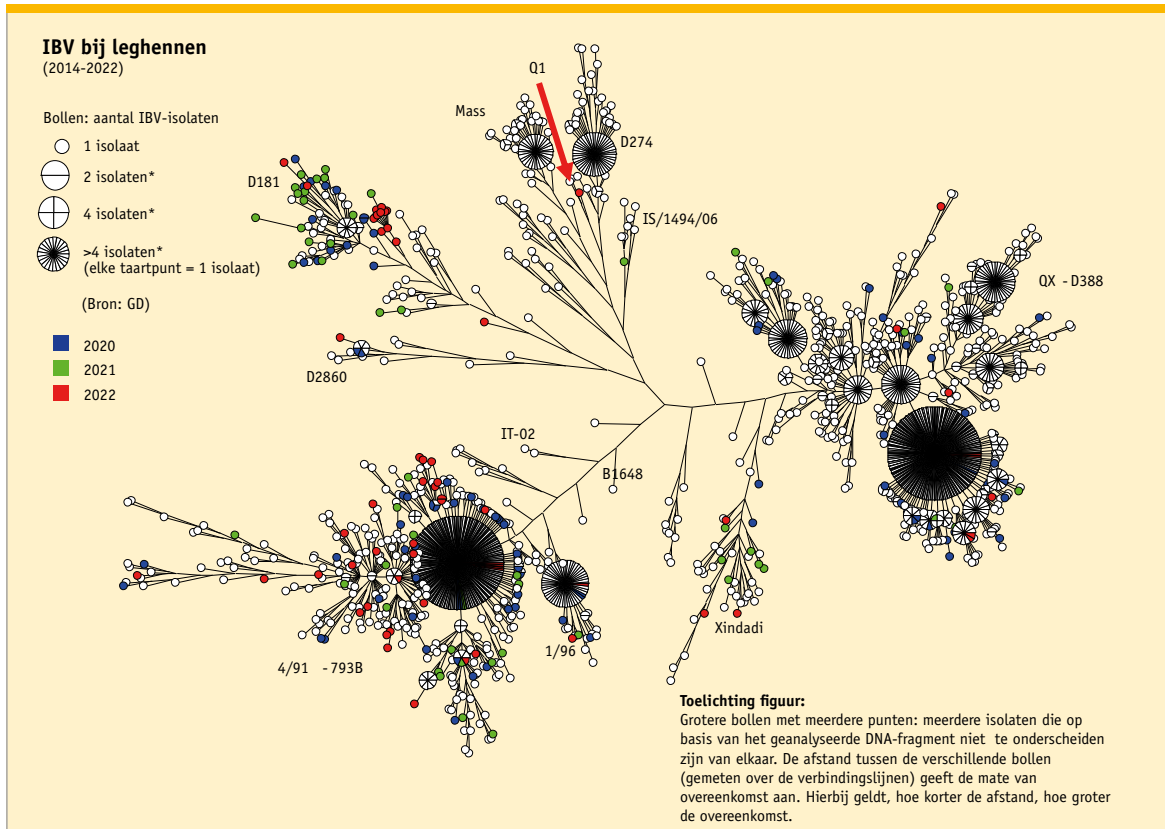 IBV bij leghennen
(2014-2022)
Bollen: aantal IBV-isolaten
1 isolaat
2 isolaten*
4 isolaten*
>4 isolaten*
(elke taartpunt = 1 isolaat)
(Bron: GD)
2020
2021
2022
Q1
Mass
D274
D181
IS/1494/06
QX - D388
D2860
IT-02
B1648
Xindadi
1/96
4/91 - 793B
Toelichting figuur:
Grotere bollen met meerdere punten: meerdere isolaten die op
basis van het geanalyseerde DNA-fragment niet te onderscheiden
zijn van elkaar. De afstand tussen de verschillende bollen
(gemeten over de verbindingslijnen) geeft de mate van
overeenkomst aan. Hierbij geldt, hoe korter de afstand, hoe groter
de overeenkomst.